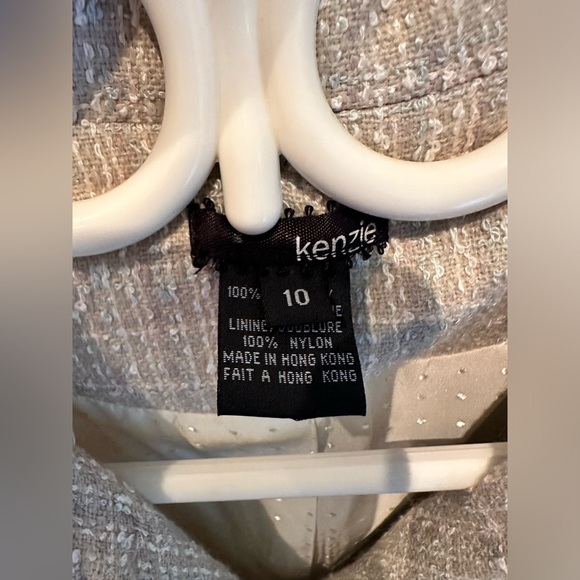 kenzie
10
100%
LINING/DOUBLURE
100% NYLON
MADE IN HONG KONG
FAIT A HONG KONG